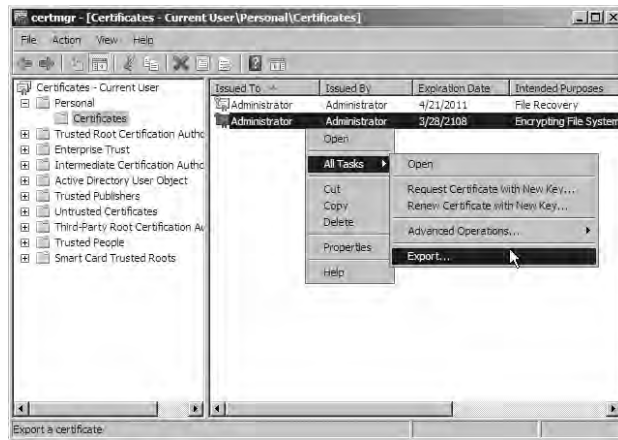 certmgr - [Certificates - Current User\Personal\Certificates]
File Action View Help
Certificates - Current User
Personal
Certificates
Trusted Root Certification Autho
Enterprise Trust
Intermediate Certification Autho
Active Directory User Object
Trusted Publishers
Untrusted Certificates
Third-Party Root Certification Au
Trusted People
Smart Card Trusted Roots
Issued To Issued By Expiration Date Intended Purposes
Administrator Administrator 4/21/2011 File Recovery
Administrator Administrator 3/28/2108 Encrypting File System
Open
All Tasks
Cut
Copy
Delete
Properties
Help
Open
Request Certificate with New Key...
Renew Certificate with New Key...
Advanced Operations...
Export...
Export a certificate